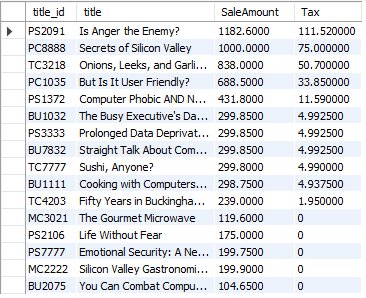 title_id title SaleAmount Tax
PS2091 Is Anger the Enemy? 1182.6000 111.520000
PC8888 Secrets of Silicon Valley 1000.0000 75.000000
TC3218 Onions, Leeks, and Garli... 838.0000 50.700000
PC1035 But Is It User Friendly? 688.5000 33.850000
PS1372 Computer Phobic AND N... 431.8000 11.590000
BU1032 The Busy Executive's Da... 299.8500 4.992500
PS3333 Prolonged Data Deprivat... 299.8500 4.992500
BU7832 Straight Talk About Com... 299.8500 4.992500
TC7777 Sushi, Anyone? 299.8000 4.990000
BU1111 Cooking with Computers... 298.7500 4.937500
TC4203 Fifty Years in Buckingha... 239.0000 1.950000
MC3021 The Gourmet Microwave 119.6000 0
PS2106 Life Without Fear 175.0000 0
PS7777 Emotional Security: A Ne... 199.7500 0
MC2222 Silicon Valley Gastronomi... 199.9000 0
BU2075 You Can Combat Compu... 104.6500 0